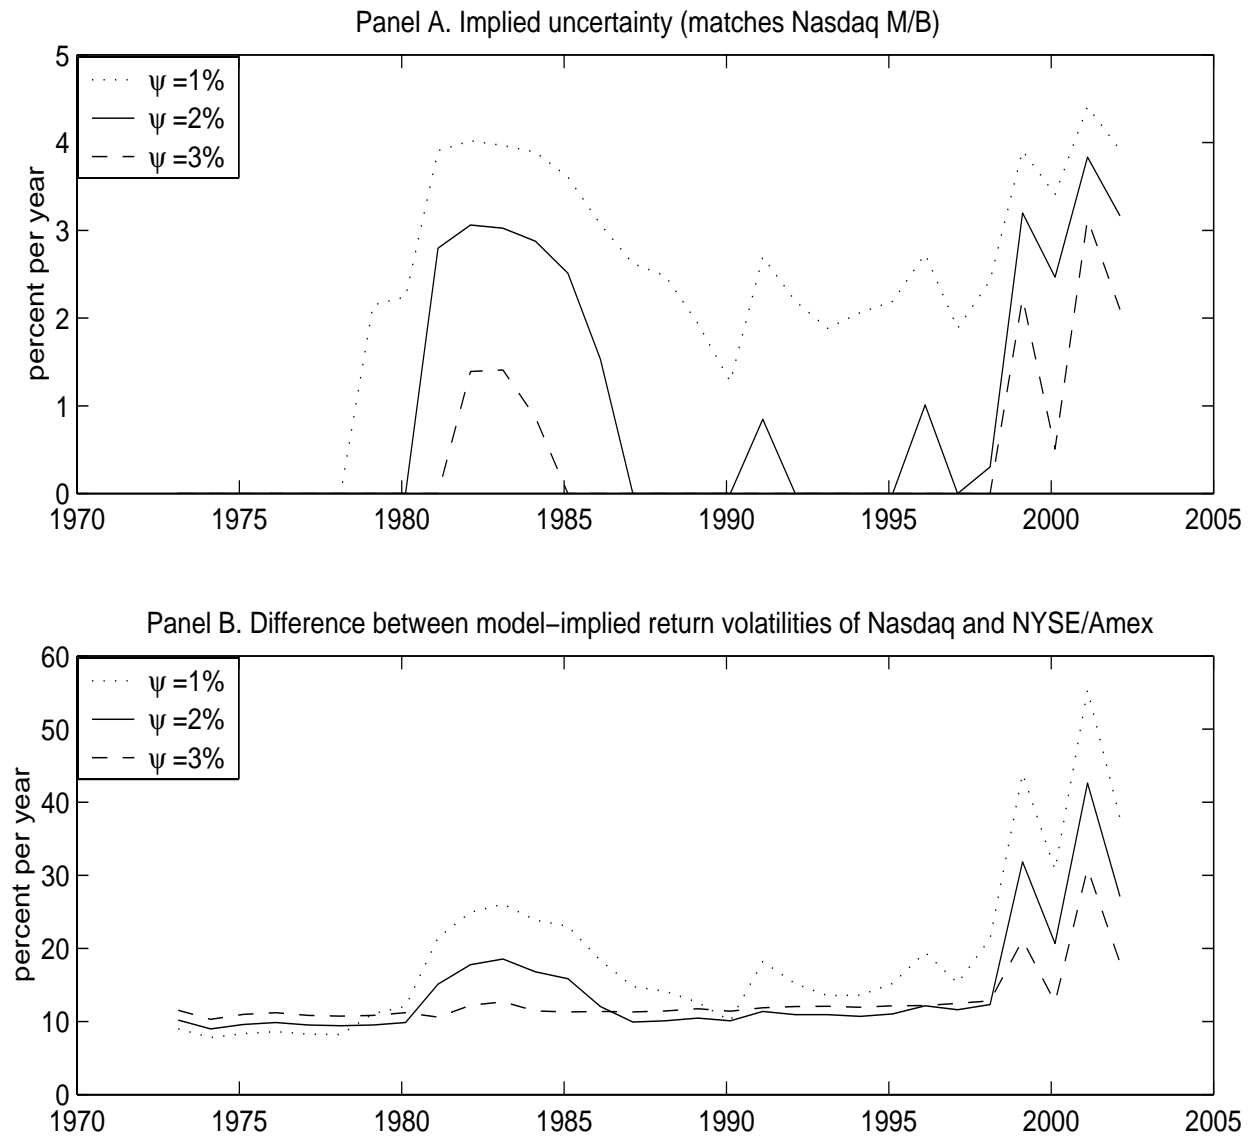 Panel A. Implied uncertainty (matches Nasdaq M/B)
percent per year
5
4
3
2
1
0
ψ =1%
ψ =2%
ψ =3%
1970 1975 1980 1985 1990 1995 2000 2005
Panel B. Difference between model−implied return volatilities of Nasdaq and NYSE/Amex
percent per year
60
50
40
30
20
10
0
ψ =1%
ψ =2%
ψ =3%
1970 1975 1980 1985 1990 1995 2000 2005